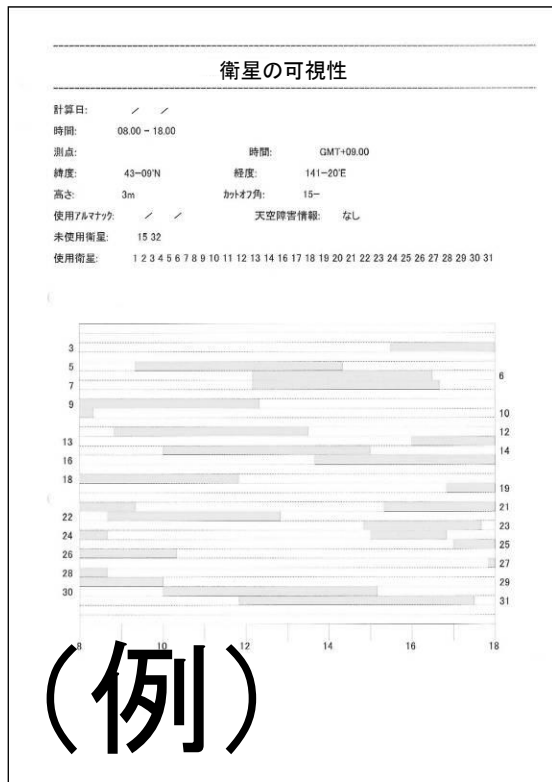 衛星の可視性
計算日: / /
時間: 08.00 - 18.00
測点: 時間: GMT+09.00
緯度: 43-09'N 経度: 141-20'E
高さ: 3m カットオフ角: 15-
使用アルマナック: / / 天空障害情報: なし
未使用衛星: 15 32
使用衛星: 1 2 3 4 5 6 7 8 9 10 11 12 13 14 16 17 18 19 20 21 22 23 24 25 26 27 28 29 30 31
3
5
6
7
9
10
12
13
14
16
18
19
21
22
23
24
25
26
27
28
29
30
31
8 10 12 14 16 18
(例)